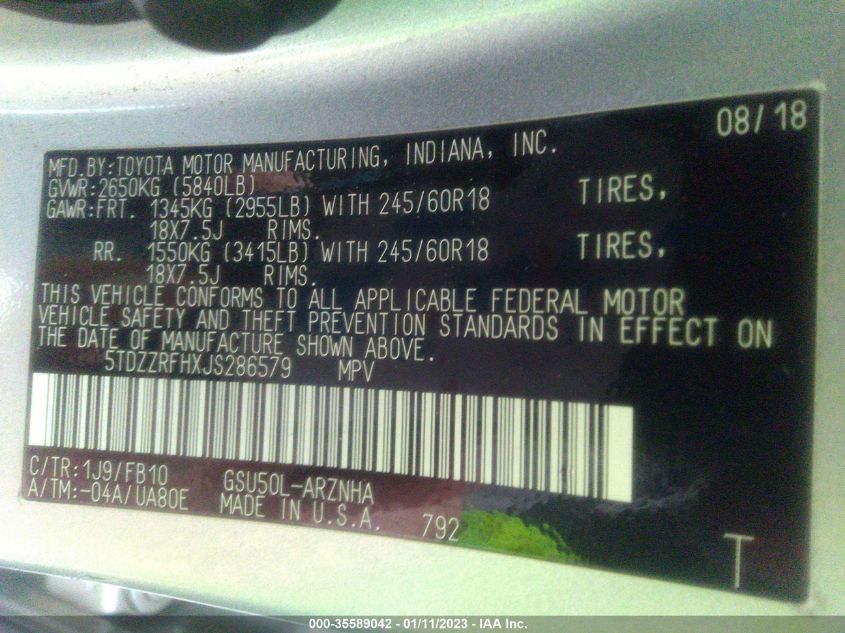 08/18
MFD.BY:TOYOTA MOTOR MANUFACTURING, INDIANA, INC.
GVWR:2650KG (5840LB)
GAWR:FRT. 1345KG (2955LB) WITH 245/60R18 TIRES,
18X7.5J RIMS.
RR. 1550KG (3415LB) WITH 245/60R18 TIRES,
18X7.5J RIMS.
THIS VEHICLE CONFORMS TO ALL APPLICABLE FEDERAL MOTOR
VEHICLE SAFETY AND THEFT PREVENTION STANDARDS IN EFFECT ON
THE DATE OF MANUFACTURE SHOWN ABOVE.
5TDZZRFHXJS286579 MPV
C/TR:1J9/FB10 GSU50L-ARZNHA
A/TM:-04A/UA80E MADE IN U.S.A. 792
T
000-35589042 - 01/11/2023 - IAA Inc.